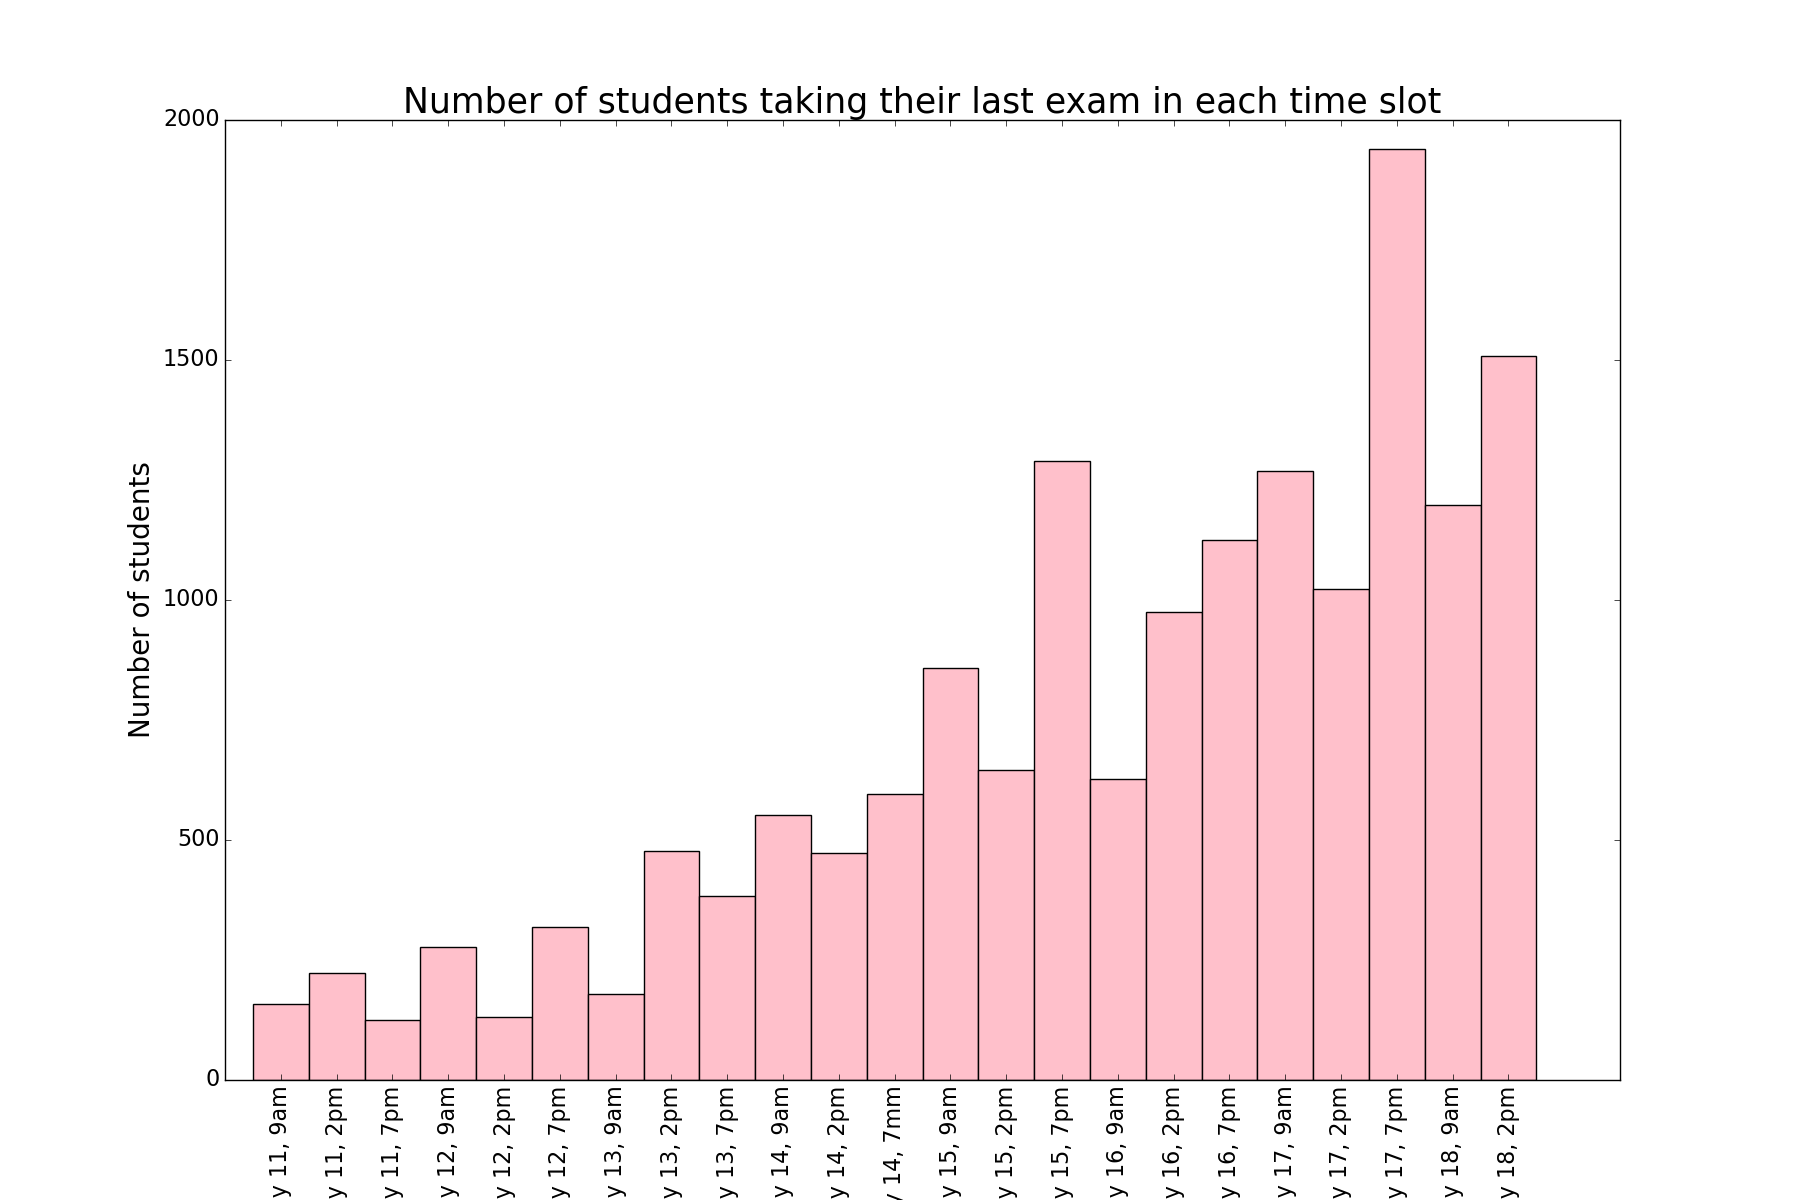 Number of students taking their last exam in each time slot
Number of students
2000
1500
1000
500
0
y 11, 9am
y 11, 2pm
y 11, 7pm
y 12, 9am
y 12, 2pm
y 12, 7pm
y 13, 9am
y 13, 2pm
y 13, 7pm
y 14, 9am
y 14, 2pm
y 14, 7mm
y 15, 9am
y 15, 2pm
y 15, 7pm
y 16, 9am
y 16, 2pm
y 16, 7pm
y 17, 9am
y 17, 2pm
y 17, 7pm
y 18, 9am
y 18, 2pm